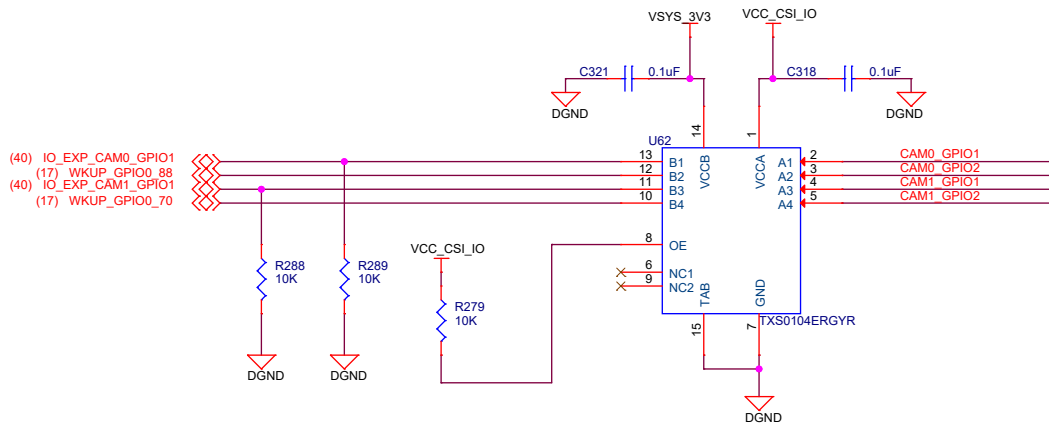 VSYS_3V3
VCC_CSI_IO
C321
0.1uF
C318
0.1uF
DGND
DGND
14
1
U62
(40) IO_EXP_CAM0_GPIO1
13
B1
VCCB
VCCA
A1
2
CAM0_GPIO1
(17) WKUP_GPIO0_88
12
B2
A2
3
CAM0_GPIO2
(40) IO_EXP_CAM1_GPIO1
11
B3
A3
4
CAM1_GPIO1
(17) WKUP_GPIO0_70
10
B4
A4
5
CAM1_GPIO2
VCC_CSI_IO
8
OE
R288
10K
R289
10K
6
NC1
9
NC2
TAB
GND
R279
10K
15
7
TXS0104ERGYR
DGND
DGND
DGND